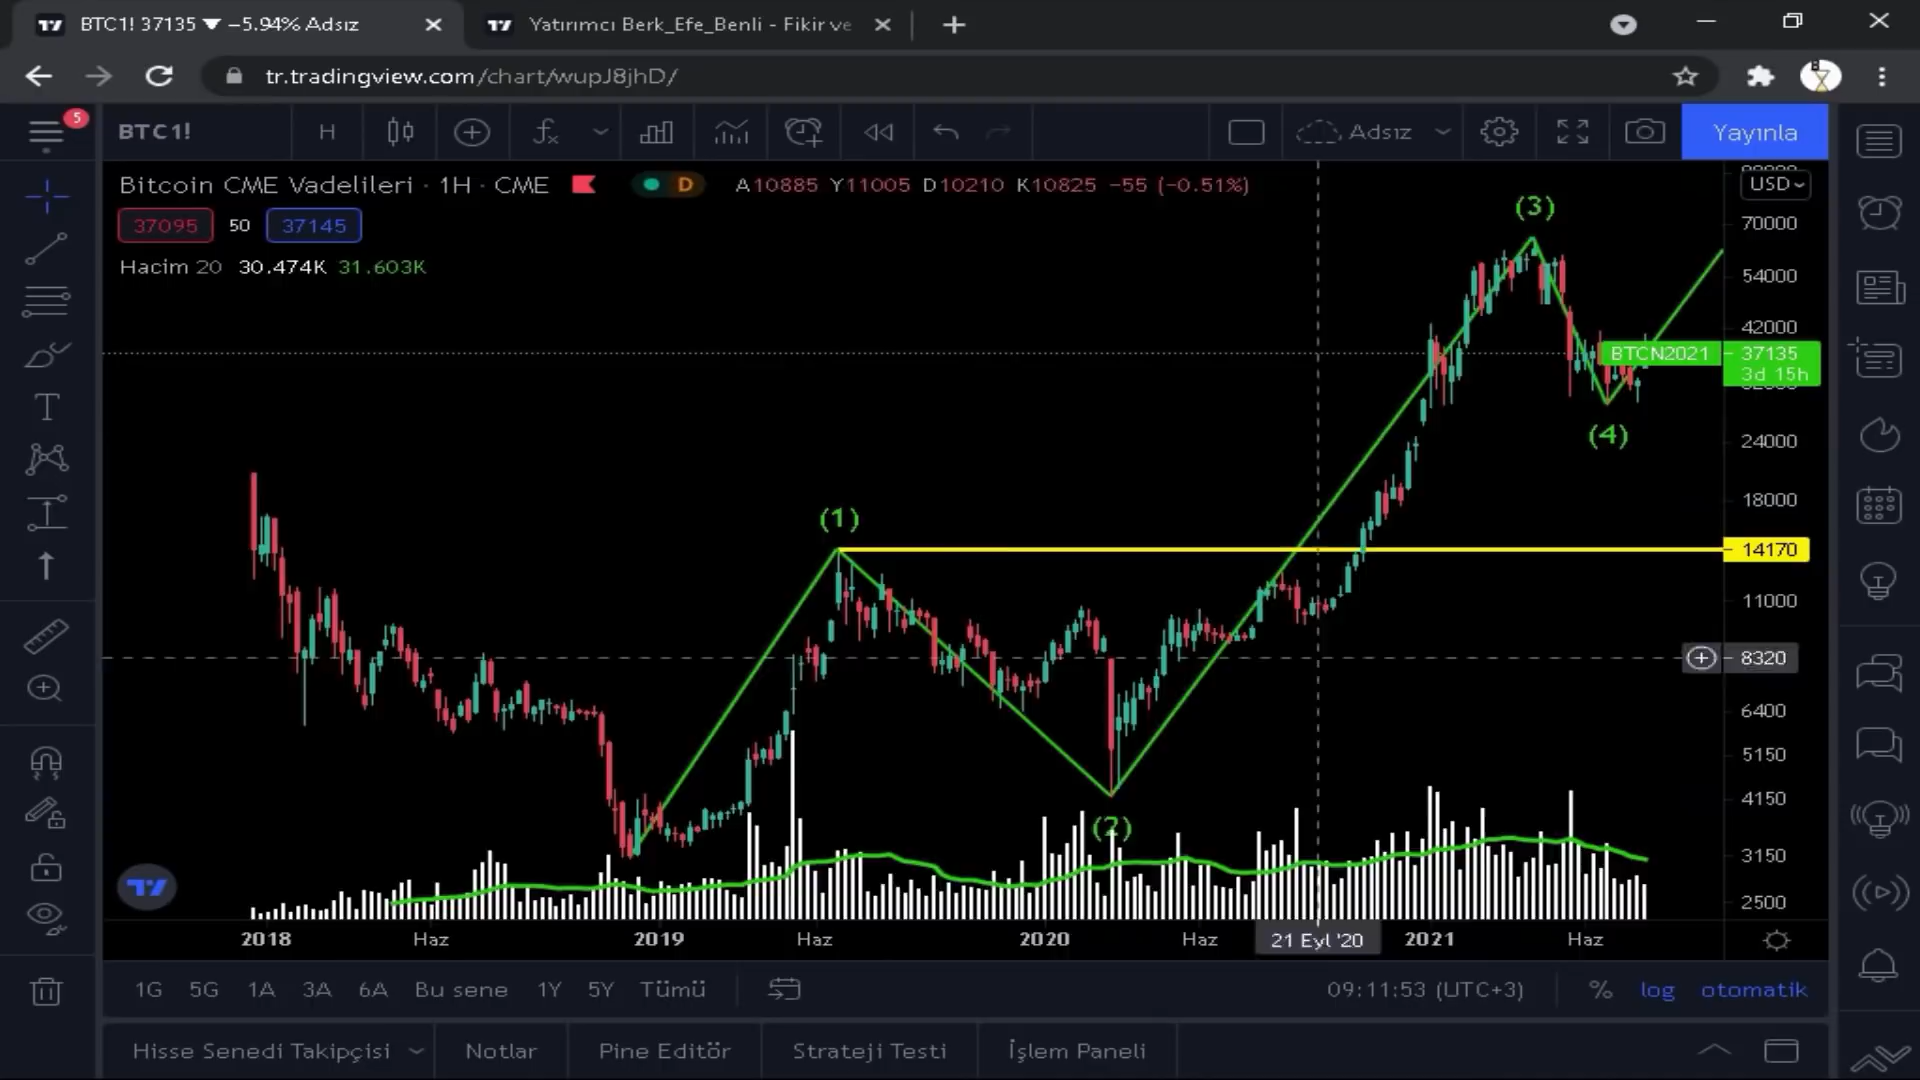 BTC1! 37135 ▼ −5.94% Adsız
Yatırımcı Berk_Efe_Benli - Fikir ve
tr.tradingview.com/chart/wupJ8jhD/
5
BTC1!
H
Adsız
Yayınla
Bitcoin CME Vadelileri · 1H · CME
D
A10885 Y11005 D10210 K10825 −55 (−0.51%)
USD
37095 50 37145
Hacim 20 30.474K 31.603K
(3)
70000
54000
42000
BTCN2021
37135
3d 15h
(4)
24000
18000
(1)
14170
11000
8320
6400
5150
4150
(2)
3150
2500
2018 Haz 2019 Haz 2020 Haz 21 Eyl '20 2021 Haz
1G 5G 1A 3A 6A Bu sene 1Y 5Y Tümü
09:11:53 (UTC+3) % log otomatik
Hisse Senedi Takipçisi Notlar Pine Editör Strateji Testi İşlem Paneli